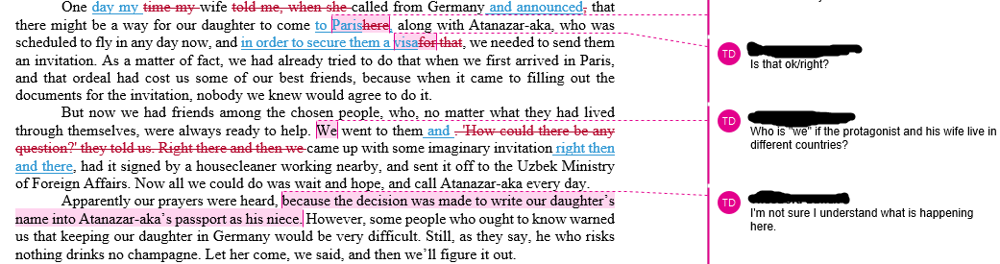 One day my time my wife told me, when she called from Germany and announced, that
there might be a way for our daughter to come to Parishere, along with Atanazar-aka, who was
scheduled to fly in any day now, and in order to secure them a visafor that, we needed to send them
an invitation. As a matter of fact, we had already tried to do that when we first arrived in Paris,
and that ordeal had cost us some of our best friends, because when it came to filling out the
documents for the invitation, nobody we knew would agree to do it.
But now we had friends among the chosen people, who, no matter what they had lived
through themselves, were always ready to help. We went to them and . 'How could there be any
question?' they told us. Right there and then we came up with some imaginary invitation right then
and there, had it signed by a housecleaner working nearby, and sent it off to the Uzbek Ministry
of Foreign Affairs. Now all we could do was wait and hope, and call Atanazar-aka every day.
Apparently our prayers were heard, because the decision was made to write our daughter's
name into Atanazar-aka's passport as his niece. However, some people who ought to know warned
us that keeping our daughter in Germany would be very difficult. Still, as they say, he who risks
nothing drinks no champagne. Let her come, we said, and then we'll figure it out.
TD
Is that ok/right?
TD
Who is "we" if the protagonist and his wife live in
different countries?
TD
I'm not sure I understand what is happening
here.